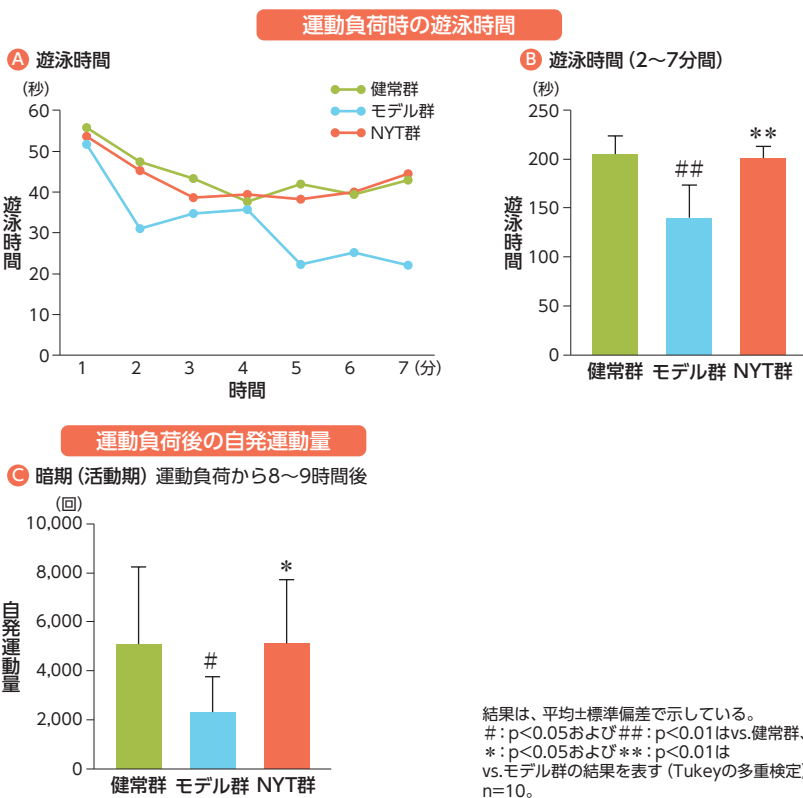 運動負荷時の遊泳時間
A 遊泳時間
(秒)
60
50
40
30
20
10
0
遊泳時間
1 2 3 4 5 6 7 (分)
時間
健常群
モデル群
NYT群
B 遊泳時間 (2〜7分間)
(秒)
250
200
150
100
50
0
遊泳時間
##
**
健常群 モデル群 NYT群
運動負荷後の自発運動量
C 暗期 (活動期) 運動負荷から8〜9時間後
(回)
10,000
8,000
6,000
4,000
2,000
0
自発運動量
#
*
健常群 モデル群 NYT群
結果は、平均±標準偏差で示している。
#:p<0.05および##:p<0.01はvs.健常群、
*:p<0.05および**:p<0.01は
vs.モデル群の結果を表す (Tukeyの多重検定)
n=10。